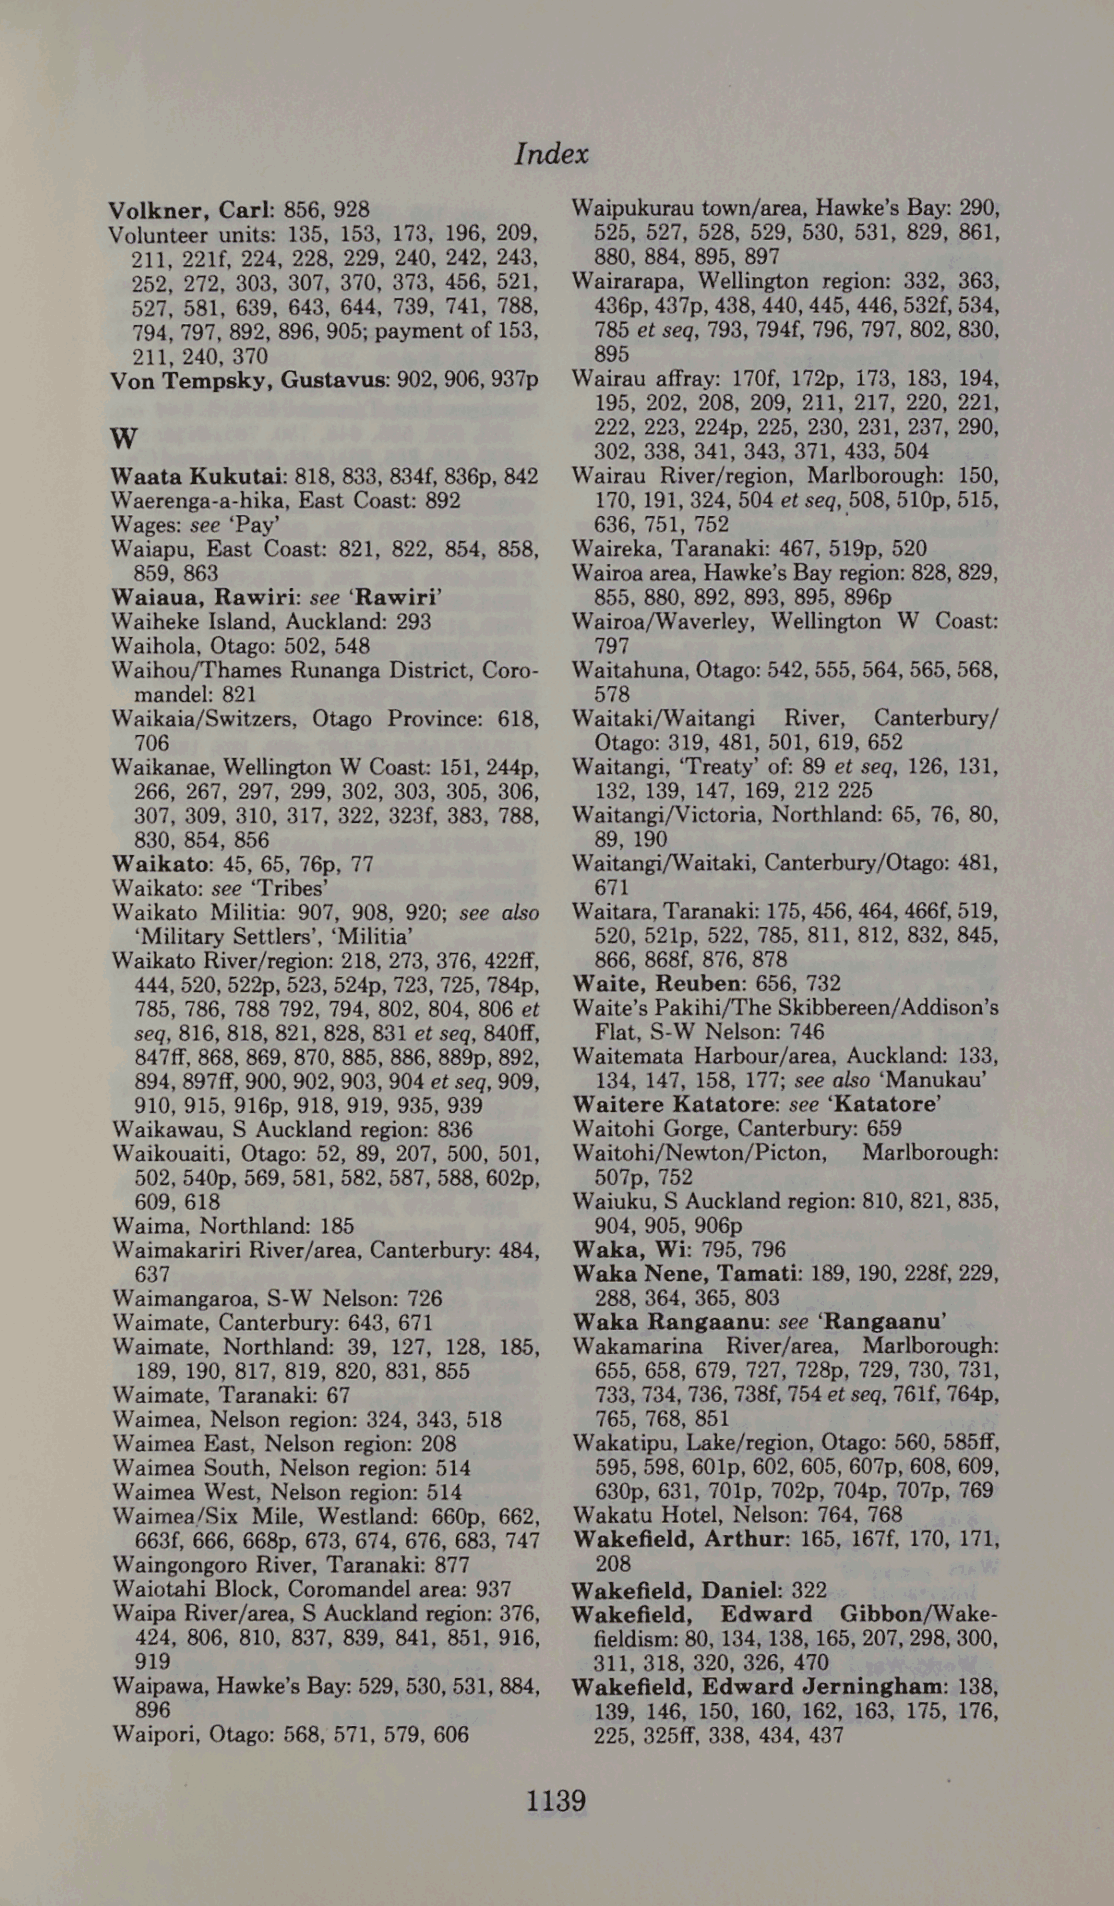 Index
Volkner, Carl: 856, 928
Volunteer units: 135, 153, 173, 196, 209,
211, 221f, 224, 228, 229, 240, 242, 243,
252, 272, 303, 307, 370, 373, 456, 521,
527, 581, 639, 643, 644, 739, 741, 788,
794, 797, 892, 896, 905; payment of 153,
211, 240, 370
Von Tempsky, Gustavus: 902, 906, 937p
W
Waata Kukutai: 818, 833, 834f, 836p, 842
Waerenga-a-hika, East Coast: 892
Wages: see ‘Pay’
Waiapu, East Coast: 821, 822, 854, 858,
859, 863
Waiaua, Rawiri: see ‘Rawiri’
Waiheke Island, Auckland: 293
Waihola, Otago: 502, 548
Waihou/Thames Runanga District, Coro-
mandel: 821
Waikaia/Switzers, Otago Province: 618,
706
Waikanae, Wellington W Coast: 151, 244p,
266, 267, 297, 299, 302, 303, 305, 306,
307, 309, 310, 317, 322, 323f, 383, 788,
830, 854, 856
Waikato: 45, 65, 76p, 77
Waikato: see ‘Tribes’
Waikato Militia: 907, 908, 920; see also
‘Military Settlers’, ‘Militia’
Waikato River/region: 218, 273, 376, 422ff,
444, 520, 522p, 523, 524p, 723, 725, 784p,
785, 786, 788 792, 794, 802, 804, 806 et
seq, 816, 818, 821, 828, 831 et seq, 840ff,
847ff, 868, 869, 870, 885, 886, 889p, 892,
894, 897ff, 900, 902, 903, 904 et seq, 909,
910, 915, 916p, 918, 919, 935, 939
Waikawau, S Auckland region: 836
Waikouaiti, Otago: 52, 89, 207, 500, 501,
502, 540p, 569, 581, 582, 587, 588, 602p,
609, 618
Waima, Northland: 185
Waimakariri River/area, Canterbury: 484,
637
Waimangaroa, S-W Nelson: 726
Waimate, Canterbury: 643, 671
Waimate, Northland: 39, 127, 128, 185,
189, 190, 817, 819, 820, 831, 855
Waimate, Taranaki: 67
Waimea, Nelson region: 324, 343, 518
Waimea East, Nelson region: 208
Waimea South, Nelson region: 514
Waimea West, Nelson region: 514
Waimea/Six Mile, Westland: 660p, 662,
663f, 666, 668p, 673, 674, 676, 683, 747
Waingongoro River, Taranaki: 877
Waiotahi Block, Coromandel area: 937
Waipa River/area, S Auckland region: 376,
424, 806, 810, 837, 839, 841, 851, 916,
919
Waipawa, Hawke’s Bay: 529, 530, 531, 884,
896
Waipori, Otago: 568, 571, 579, 606
Waipukurau town/area, Hawke’s Bay: 290,
525, 527, 528, 529, 530, 531, 829, 861,
880, 884, 895, 897
Wairarapa, Wellington region: 332, 363,
436p, 437p, 438, 440, 445, 446, 532f, 534,
785 et seq, 793, 794f, 796, 797, 802, 830,
895
Wairau affray: 170f, 172p, 173, 183, 194,
195, 202, 208, 209, 211, 217, 220, 221,
222, 223, 224p, 225, 230, 231, 237, 290,
302, 338, 341, 343, 371, 433, 504
Wairau River/region, Marlborough: 150,
170, 191, 324, 504 et seq, 508, 510p, 515,
636, 751, 752
Waireka, Taranaki: 467, 519p, 520
Wairoa area, Hawke’s Bay region: 828, 829,
855, 880, 892, 893, 895, 896p
Wairoa/Waverley, Wellington W Coast:
797
Waitahuna, Otago: 542, 555, 564, 565, 568,
578
Waitaki/Waitangi River, Canterbury/
Otago: 319, 481, 501, 619, 652
Waitangi, ‘Treaty’ of: 89 et seq, 126, 131,
132, 139, 147, 169, 212 225
Waitangi/Victoria, Northland: 65, 76, 80,
89, 190
Waitangi/Waitaki, Canterbury/Otago: 481,
671
Waitara, Taranaki: 175, 456, 464, 466f, 519,
520, 521p, 522, 785, 811, 812, 832, 845,
866, 868f, 876, 878
Waite, Reuben: 656, 732
Waite’s Pakihi/The Skibbereen/Addison’s
Flat, S-W Nelson: 746
Waitemata Harbour/area, Auckland: 133,
134, 147, 158, 177; see also ‘Manukau’
Waitere Katatore: see ‘Katatore’
Waitohi Gorge, Canterbury: 659
Waitohi/Newton/Picton, Marlborough:
507p, 752
Waiuku, S Auckland region: 810, 821, 835,
904, 905, 906p
Waka, Wi: 795, 796
Waka Nene, Tamati: 189, 190, 228f, 229,
288, 364, 365, 803
Waka Rangaanu: see ‘Rangaanu’
Wakamarina River/area, Marlborough:
655, 658, 679, 727, 728p, 729, 730, 731,
733, 734, 736, 738f, 754 et seq, 761f, 764p,
765, 768, 851
Wakatipu, Lake/region, Otago: 560, 585ff,
595, 598, 601p, 602, 605, 607p, 608, 609,
630p, 631, 701p, 702p, 704p, 707p, 769
Wakatu Hotel, Nelson: 764, 768
Wakefield, Arthur: 165, 167f, 170, 171,
208
Wakefield, Daniel: 322
Wakefield, Edward Gibbon/Wake-
fieldism: 80, 134, 138, 165, 207, 298, 300,
311, 318, 320, 326, 470
Wakefield, Edward Jerningham: 138,
139, 146, 150, 160, 162, 163, 175, 176,
225, 325ff, 338, 434, 437
1139